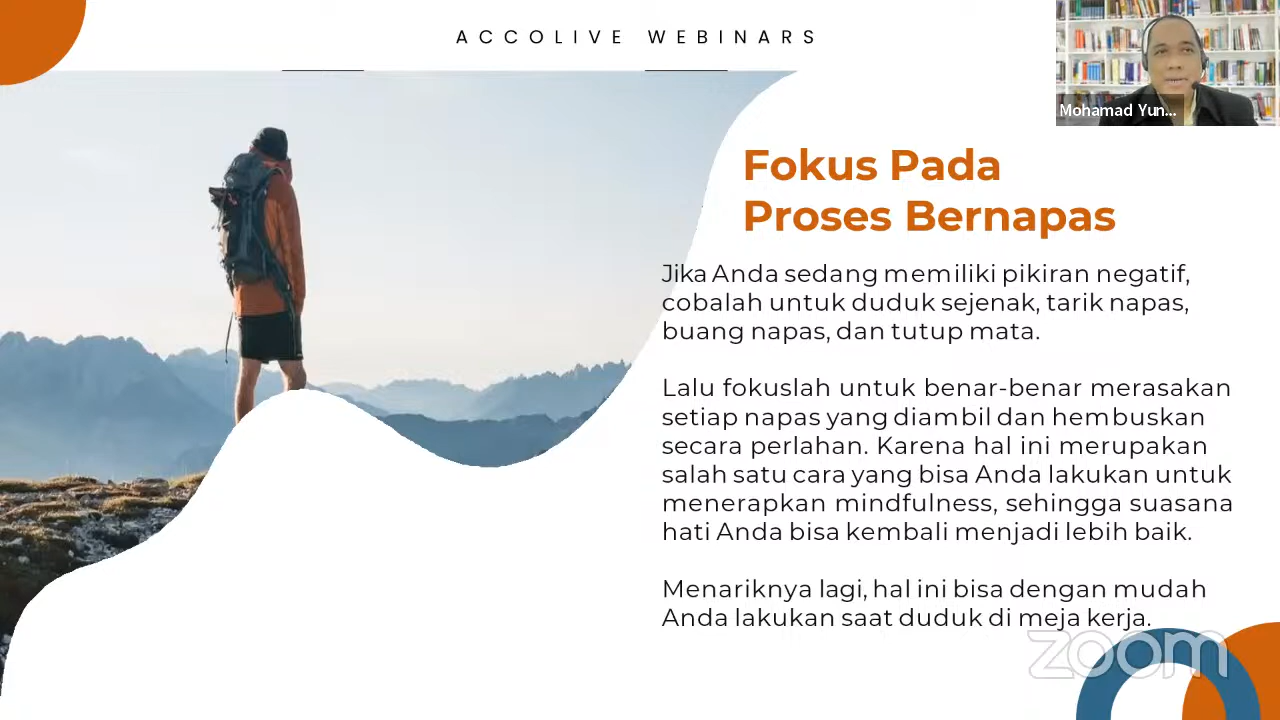 ACCOLIVE WEBINARS
Mohamad Yun...
Fokus Pada
Proses Bernapas
Jika Anda sedang memiliki pikiran negatif,
cobalah untuk duduk sejenak, tarik napas,
buang napas, dan tutup mata.
Lalu fokuslah untuk benar-benar merasakan
setiap napas yang diambil dan hembuskan
secara perlahan. Karena hal ini merupakan
salah satu cara yang bisa Anda lakukan untuk
menerapkan mindfulness, sehingga suasana
hati Anda bisa kembali menjadi lebih baik.
Menariknya lagi, hal ini bisa dengan mudah
Anda lakukan saat duduk di meja kerja.
zoom